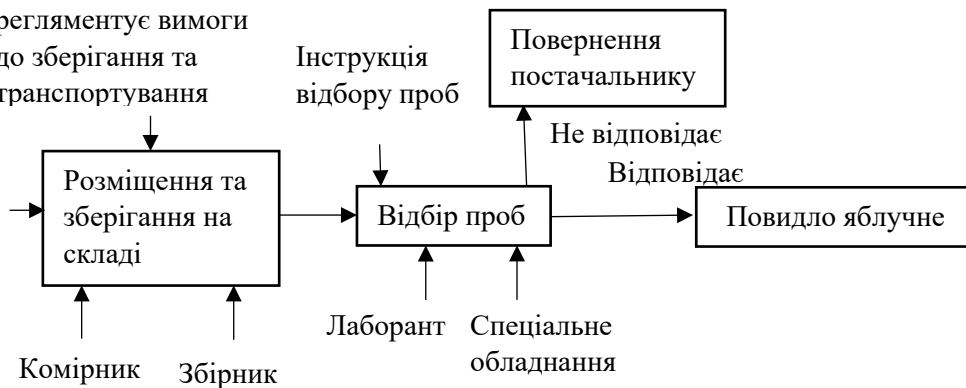 регляментує вимоги
до зберігання та
транспортування
Інструкція
відбору проб
Повернення
постачальнику
Не відповідає
Відповідає
Розміщення та
зберігання на
складі
Відбір проб
Повидло яблучне
Лаборант
Спеціальне
обладнання
Комірник
Збірник